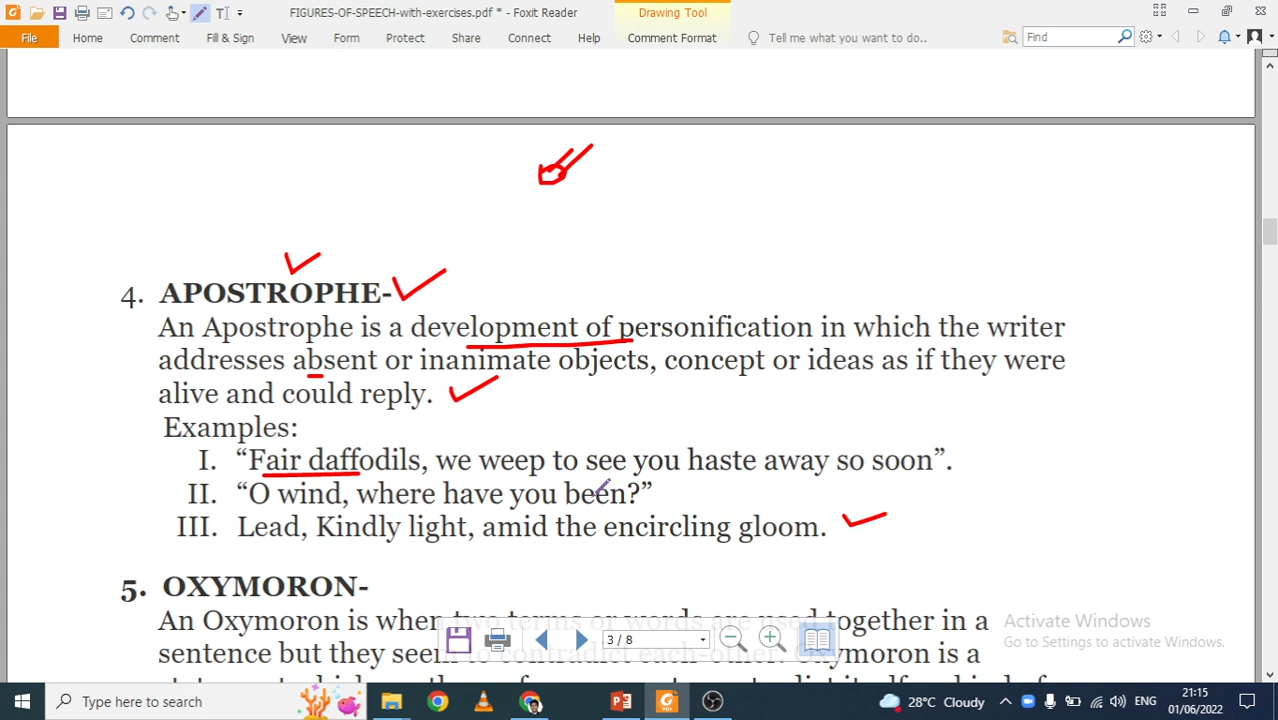 FIGURES-OF-SPEECH-with-exercises.pdf * - Foxit Reader
Drawing Tool
File Home Comment Fill & Sign View Form Protect Share Connect Help Comment Format Tell me what you want to do.. Find
4. APOSTROPHE-
An Apostrophe is a development of personification in which the writer
addresses absent or inanimate objects, concept or ideas as if they were
alive and could reply.
Examples:
I. “Fair daffodils, we weep to see you haste away so soon”.
II. “O wind, where have you been?”
III. Lead, Kindly light, amid the encircling gloom.
5. OXYMORON-
An Oxymoron is when two terms or words are used together in a
sentence but they seem to contradict each-other. Oxymoron is a
3 / 8
Activate Windows
Go to Settings to activate Windows.
Type here to search
28°C Cloudy
ENG
21:15
01/06/2022